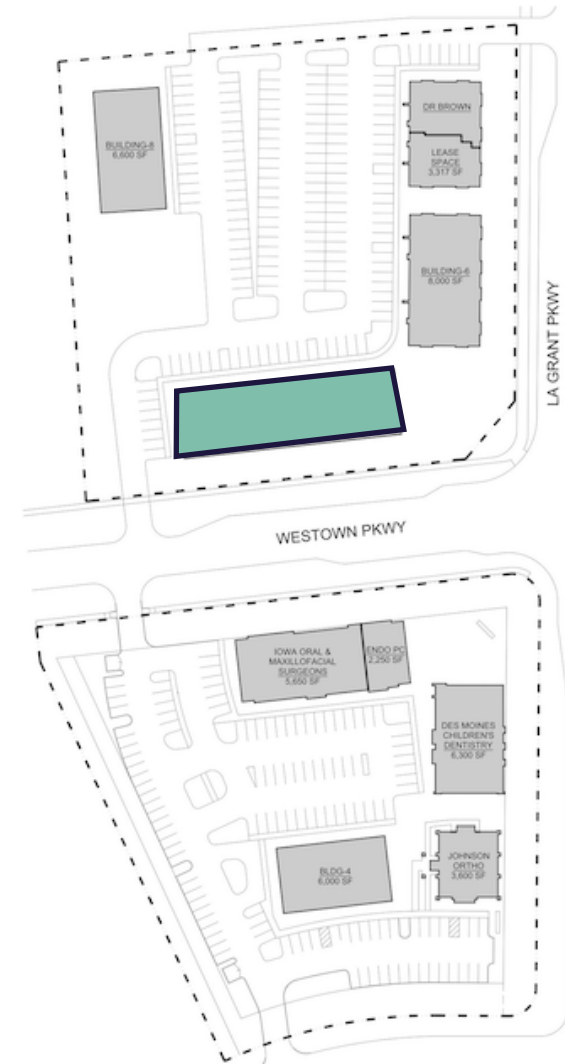 BUILDING-8
6,600 SF
DR BROWN
LEASE
SPACE
3,317 SF
BUILDING-6
8,000 SF
LA GRANT PKWY
WESTOWN PKWY
IOWA ORAL &
MAXILLOFACIAL
SURGEONS
5,650 SF
ENDO PC
2,250 SF
DES MOINES
CHILDREN'S
DENTISTRY
6,300 SF
BLDG-4
6,000 SF
JOHNSON
ORTHO
3,600 SF